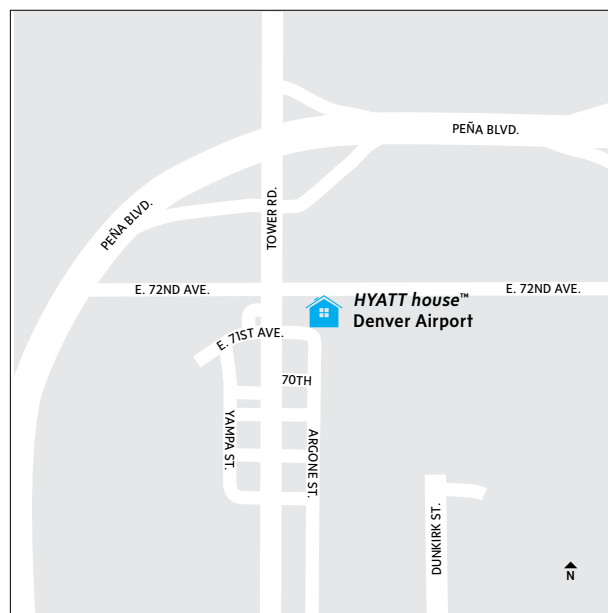 PEÑA BLVD.
PEÑA BLVD.
TOWER RD.
E. 72ND AVE.
E. 72ND AVE.
HYATT house™
Denver Airport
E. 71ST AVE.
70TH
YAMPA ST.
ARGONE ST.
DUNKIRK ST.
N